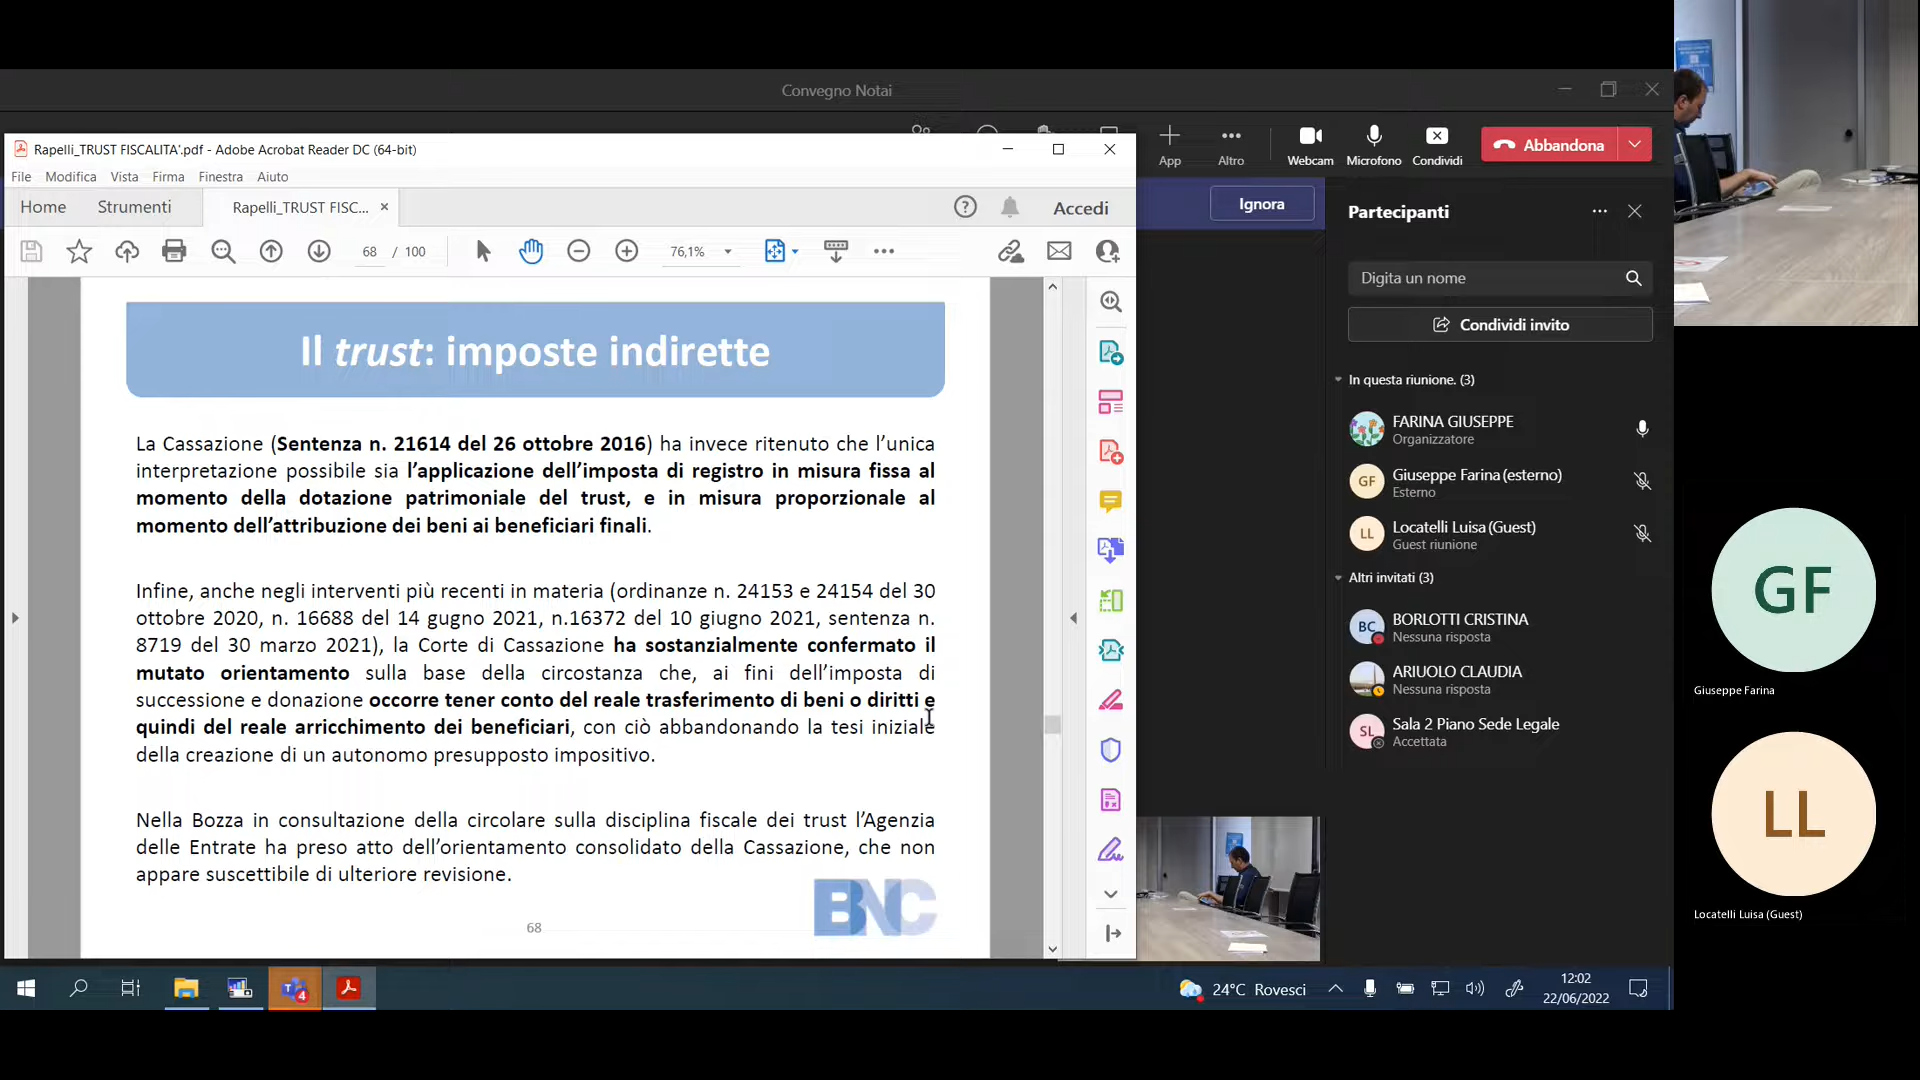 Convegno Notai
Rapelli_TRUST FISCALITA'.pdf - Adobe Acrobat Reader DC (64-bit)
File Modifica Vista Firma Finestra Aiuto
Home Strumenti Rapelli_TRUST FISC... Accedi
68 / 100 76,1%
App Altro Webcam Microfono Condividi Abbandona
Ignora
Il trust: imposte indirette
La Cassazione (Sentenza n. 21614 del 26 ottobre 2016) ha invece ritenuto che l’unica
interpretazione possibile sia l’applicazione dell’imposta di registro in misura fissa al
momento della dotazione patrimoniale del trust, e in misura proporzionale al
momento dell’attribuzione dei beni ai beneficiari finali.
Infine, anche negli interventi più recenti in materia (ordinanze n. 24153 e 24154 del 30
ottobre 2020, n. 16688 del 14 gugno 2021, n.16372 del 10 giugno 2021, sentenza n.
8719 del 30 marzo 2021), la Corte di Cassazione ha sostanzialmente confermato il
mutato orientamento sulla base della circostanza che, ai fini dell’imposta di
successione e donazione occorre tener conto del reale trasferimento di beni o diritti e
quindi del reale arricchimento dei beneficiari, con ciò abbandonando la tesi iniziale
della creazione di un autonomo presupposto impositivo.
Nella Bozza in consultazione della circolare sulla disciplina fiscale dei trust l’Agenzia
delle Entrate ha preso atto dell’orientamento consolidato della Cassazione, che non
appare suscettibile di ulteriore revisione.
BNC
68
Partecipanti
Digita un nome
Condividi invito
In questa riunione. (3)
FARINA GIUSEPPE
Organizzatore
GF Giuseppe Farina (esterno)
Esterno
LL Locatelli Luisa (Guest)
Guest riunione
Altri invitati (3)
BC BORLOTTI CRISTINA
Nessuna risposta
ARIUOLO CLAUDIA
Nessuna risposta
SL Sala 2 Piano Sede Legale
Accettata
GF
Giuseppe Farina
LL
Locatelli Luisa (Guest)
4
24°C Rovesci
12:02
22/06/2022